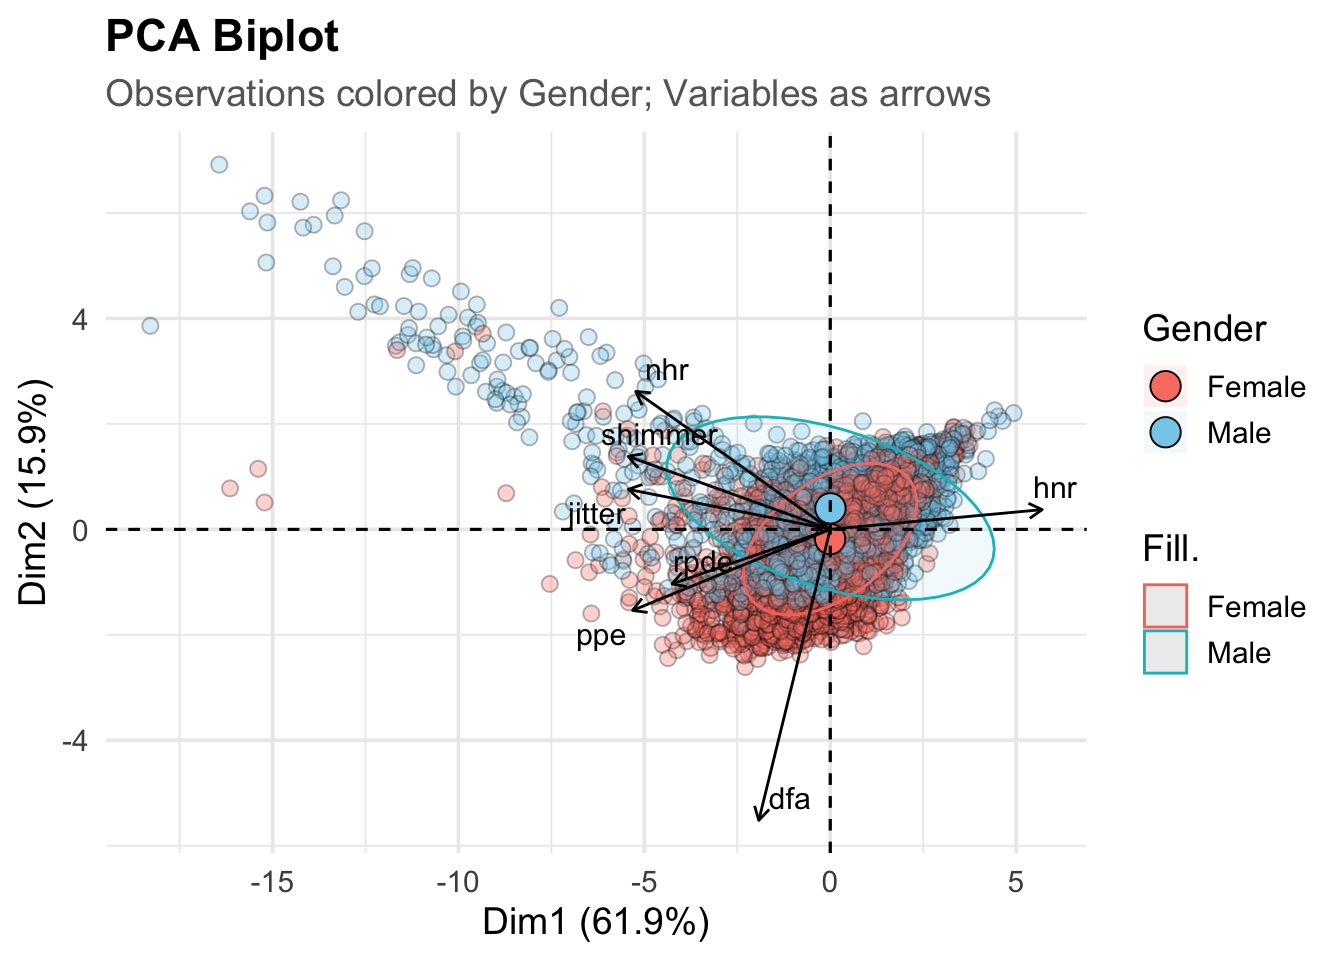 PCA Biplot
Observations colored by Gender; Variables as arrows
Dim2 (15.9%)
4
0
-4
nhr
shimmer
jitter
rpde
ppe
hnr
dfa
-15
-10
-5
0
5
Dim1 (61.9%)
Gender
Female
Male
Fill.
Female
Male